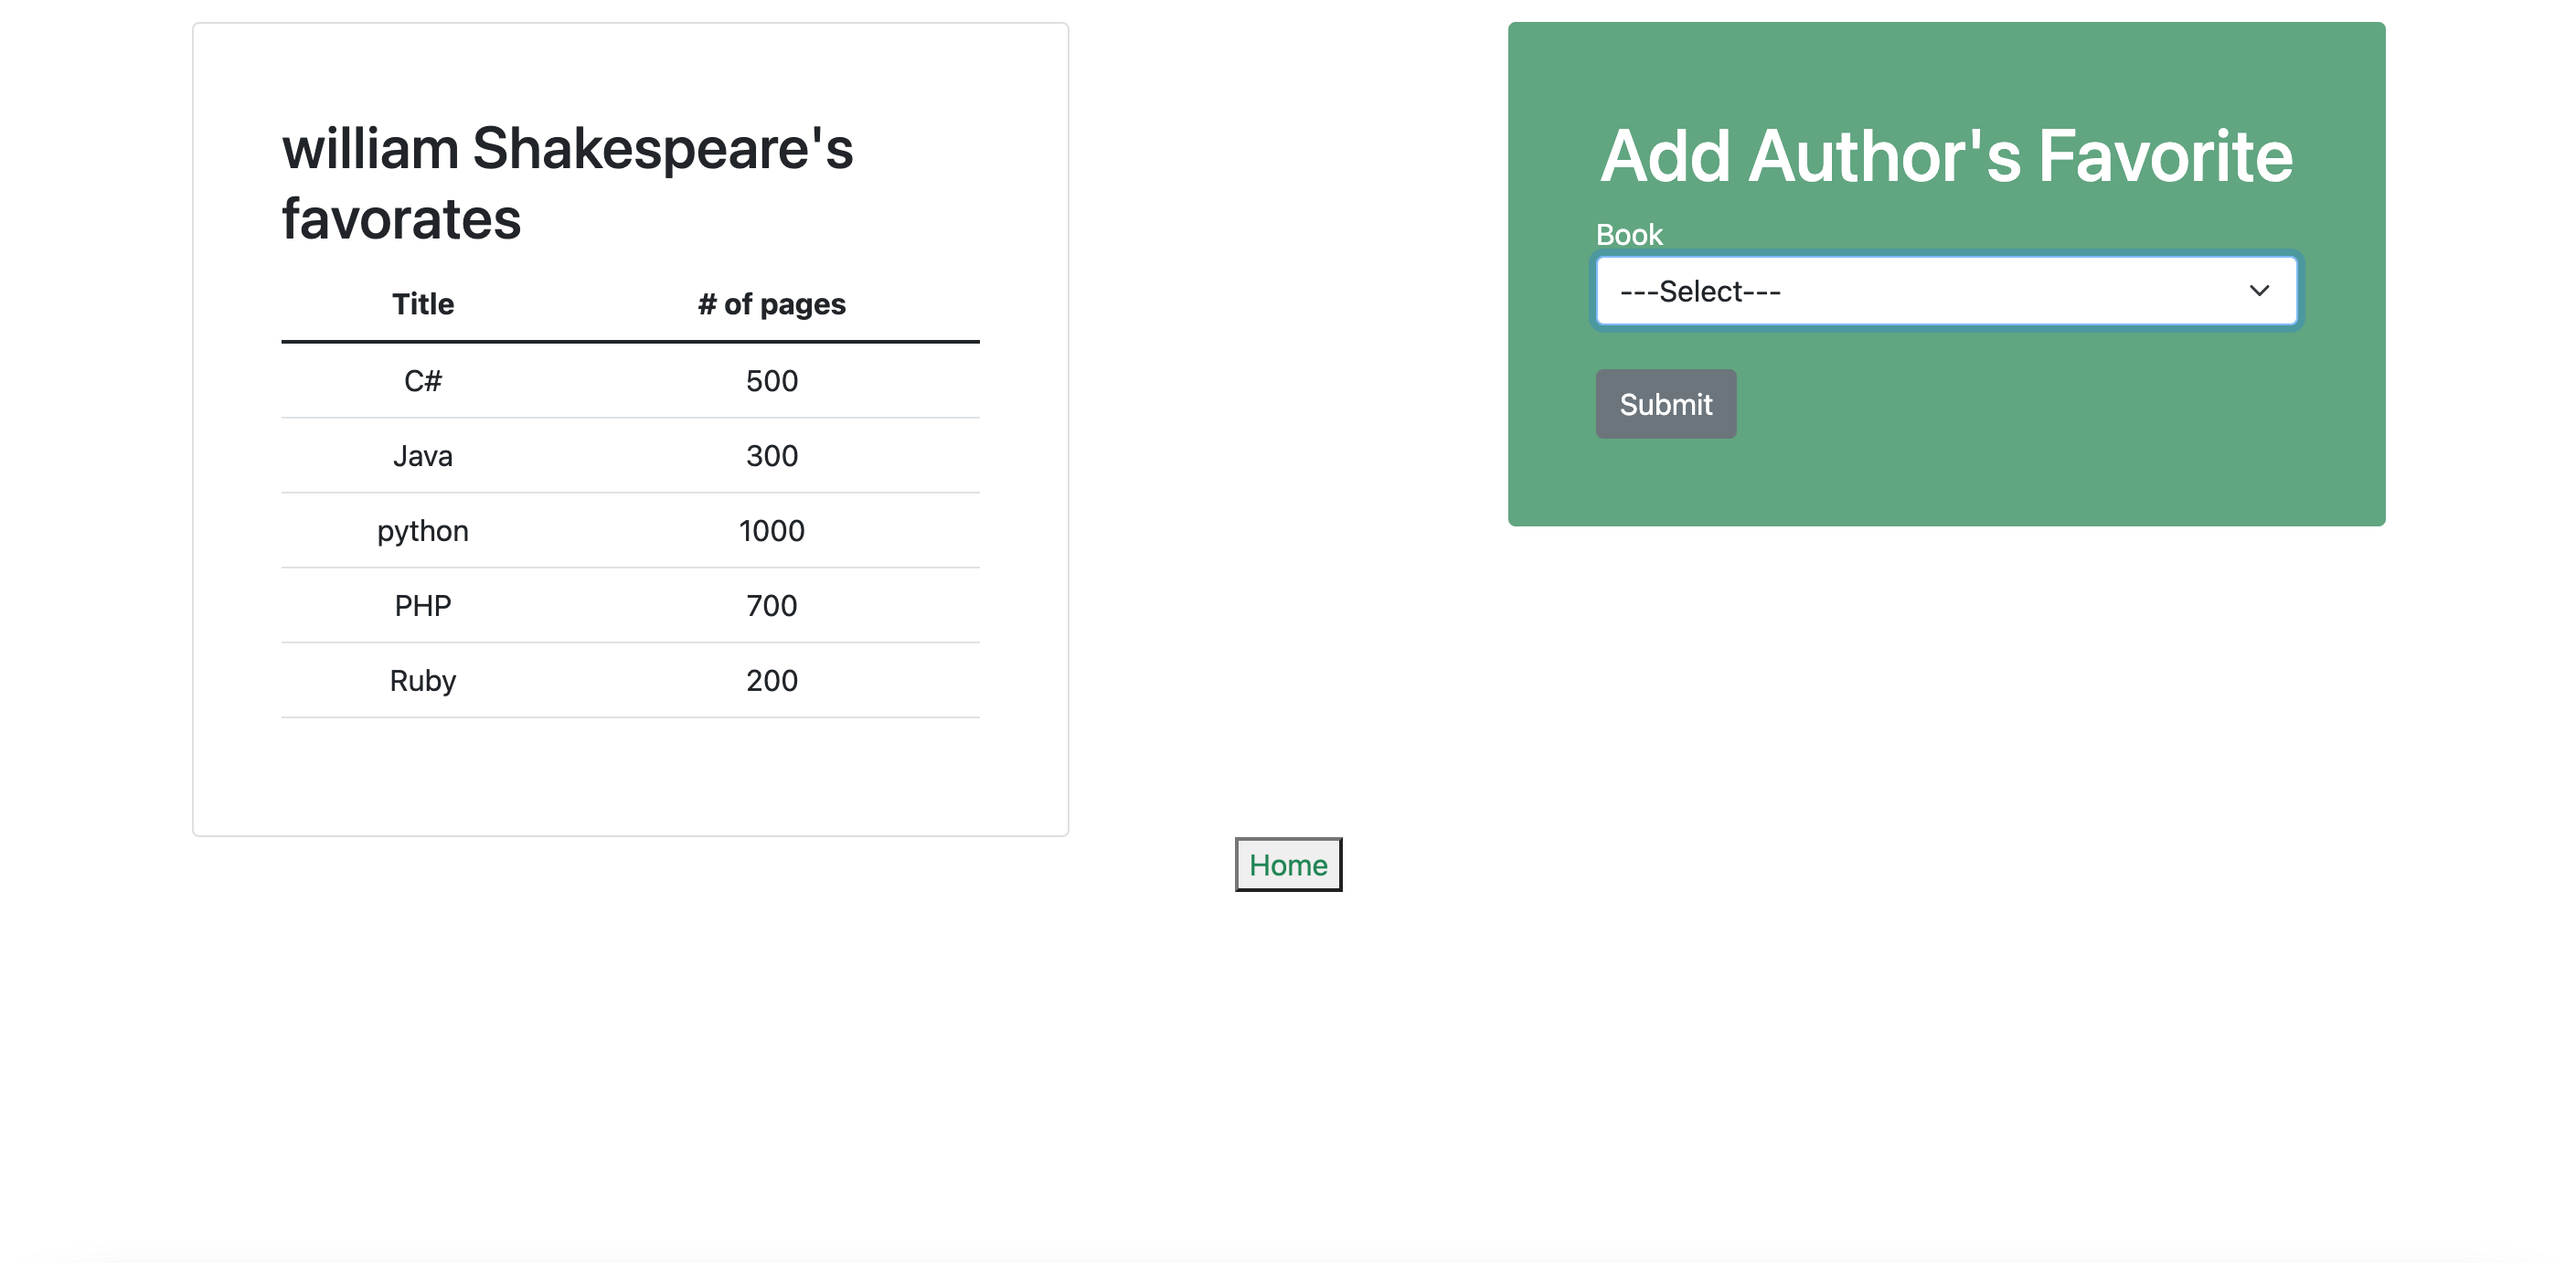 william Shakespeare's
favorates
Title # of pages
C# 500
Java 300
python 1000
PHP 700
Ruby 200
Add Author's Favorite
Book
---Select---
Submit
Home